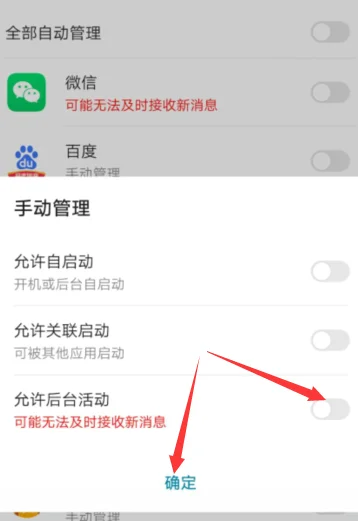 全部自动管理
微信
可能无法及时接收新消息
百度
手动管理
手动管理
允许自启动
开机或后台自启动
允许关联启动
可被其他应用启动
允许后台活动
可能无法及时接收新消息
确定
手动管理